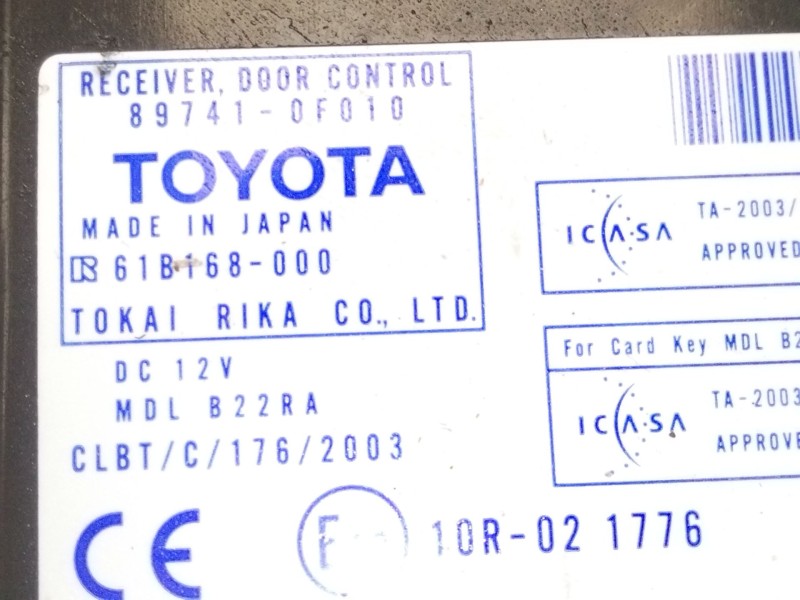 RECEIVER, DOOR CONTROL
89741-0F010
TOYOTA
MADE IN JAPAN
61B168-000
TOKAI RIKA CO., LTD.
DC 12V
MDL B22RA
CLBT/C/176/2003
CE
10R-02 1776
ICASA
TA-2003/
APPROVED
For Card Key MDL B2
ICASA
TA-2003
APPROVE